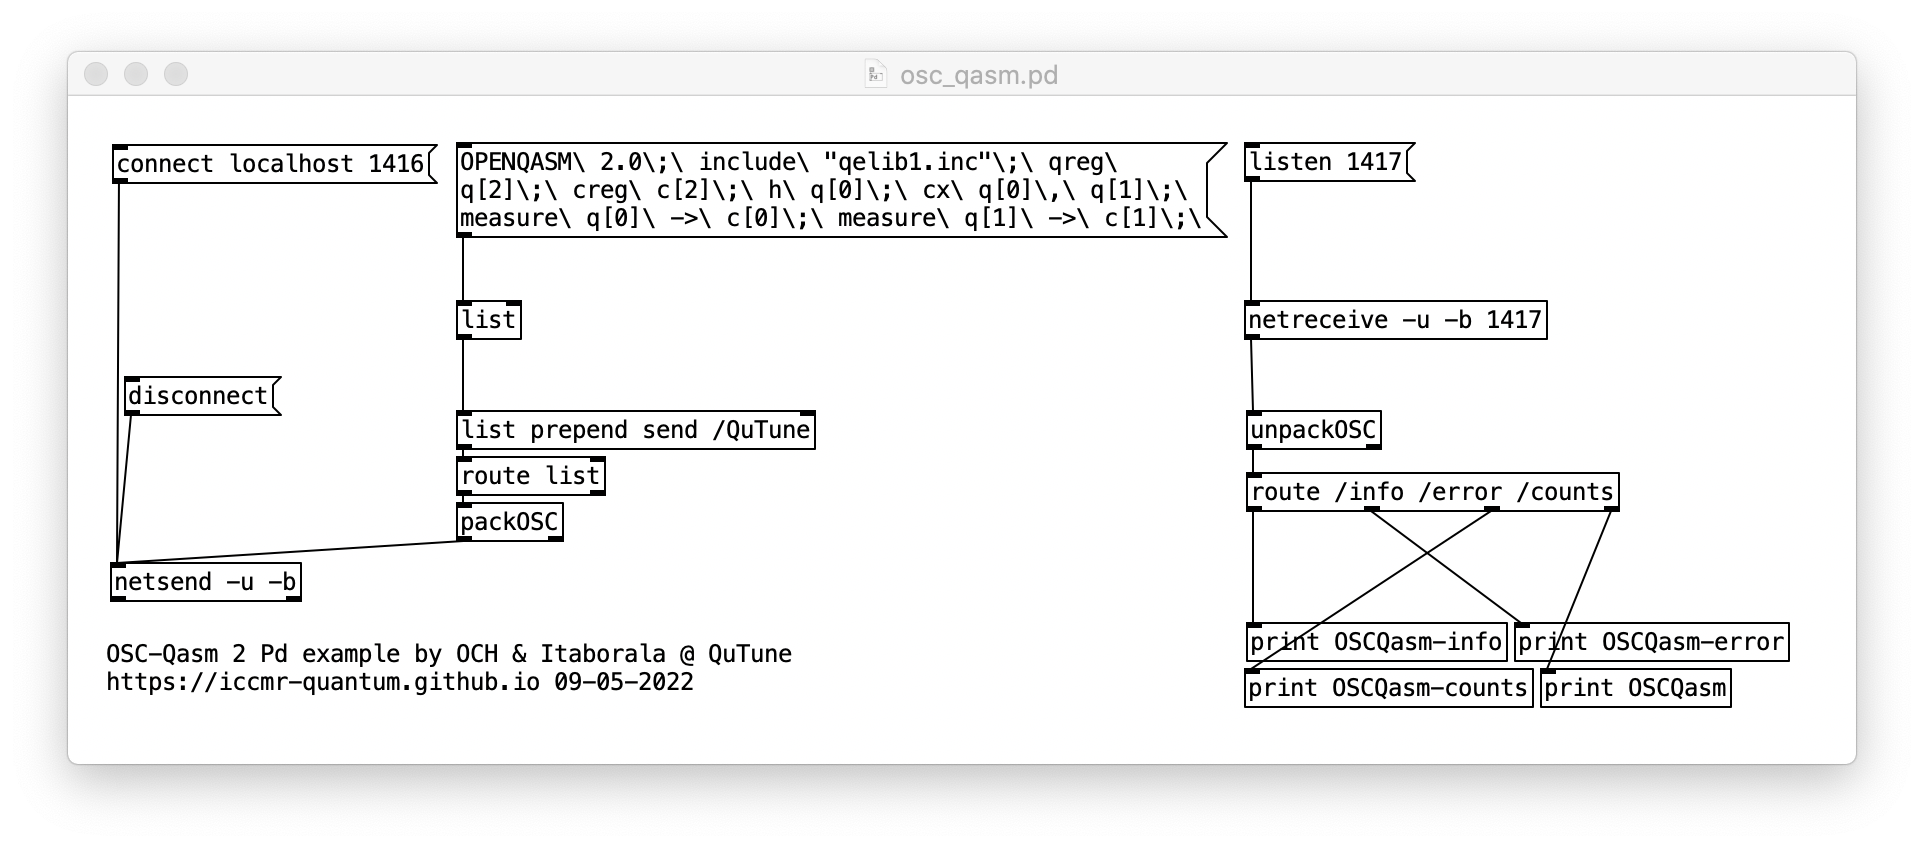 osc_qasm.pd
connect localhost 1416
OPENQASM\ 2.0\;\ include\ "qelib1.inc"\;\ qreg\
q[2]\;\ creg\ c[2]\;\ h\ q[0]\;\ cx\ q[0]\,\ q[1]\;\
measure\ q[0]\ ->\ c[0]\;\ measure\ q[1]\ ->\ c[1]\;\
listen 1417
list
netreceive -u -b 1417
disconnect
list prepend send /QuTune
unpackOSC
route list
route /info /error /counts
packOSC
netsend -u -b
OSC-Qasm 2 Pd example by OCH & Itaborala @ QuTune
https://iccmr-quantum.github.io 09-05-2022
print OSCQasm-info
print OSCQasm-error
print OSCQasm-counts
print OSCQasm